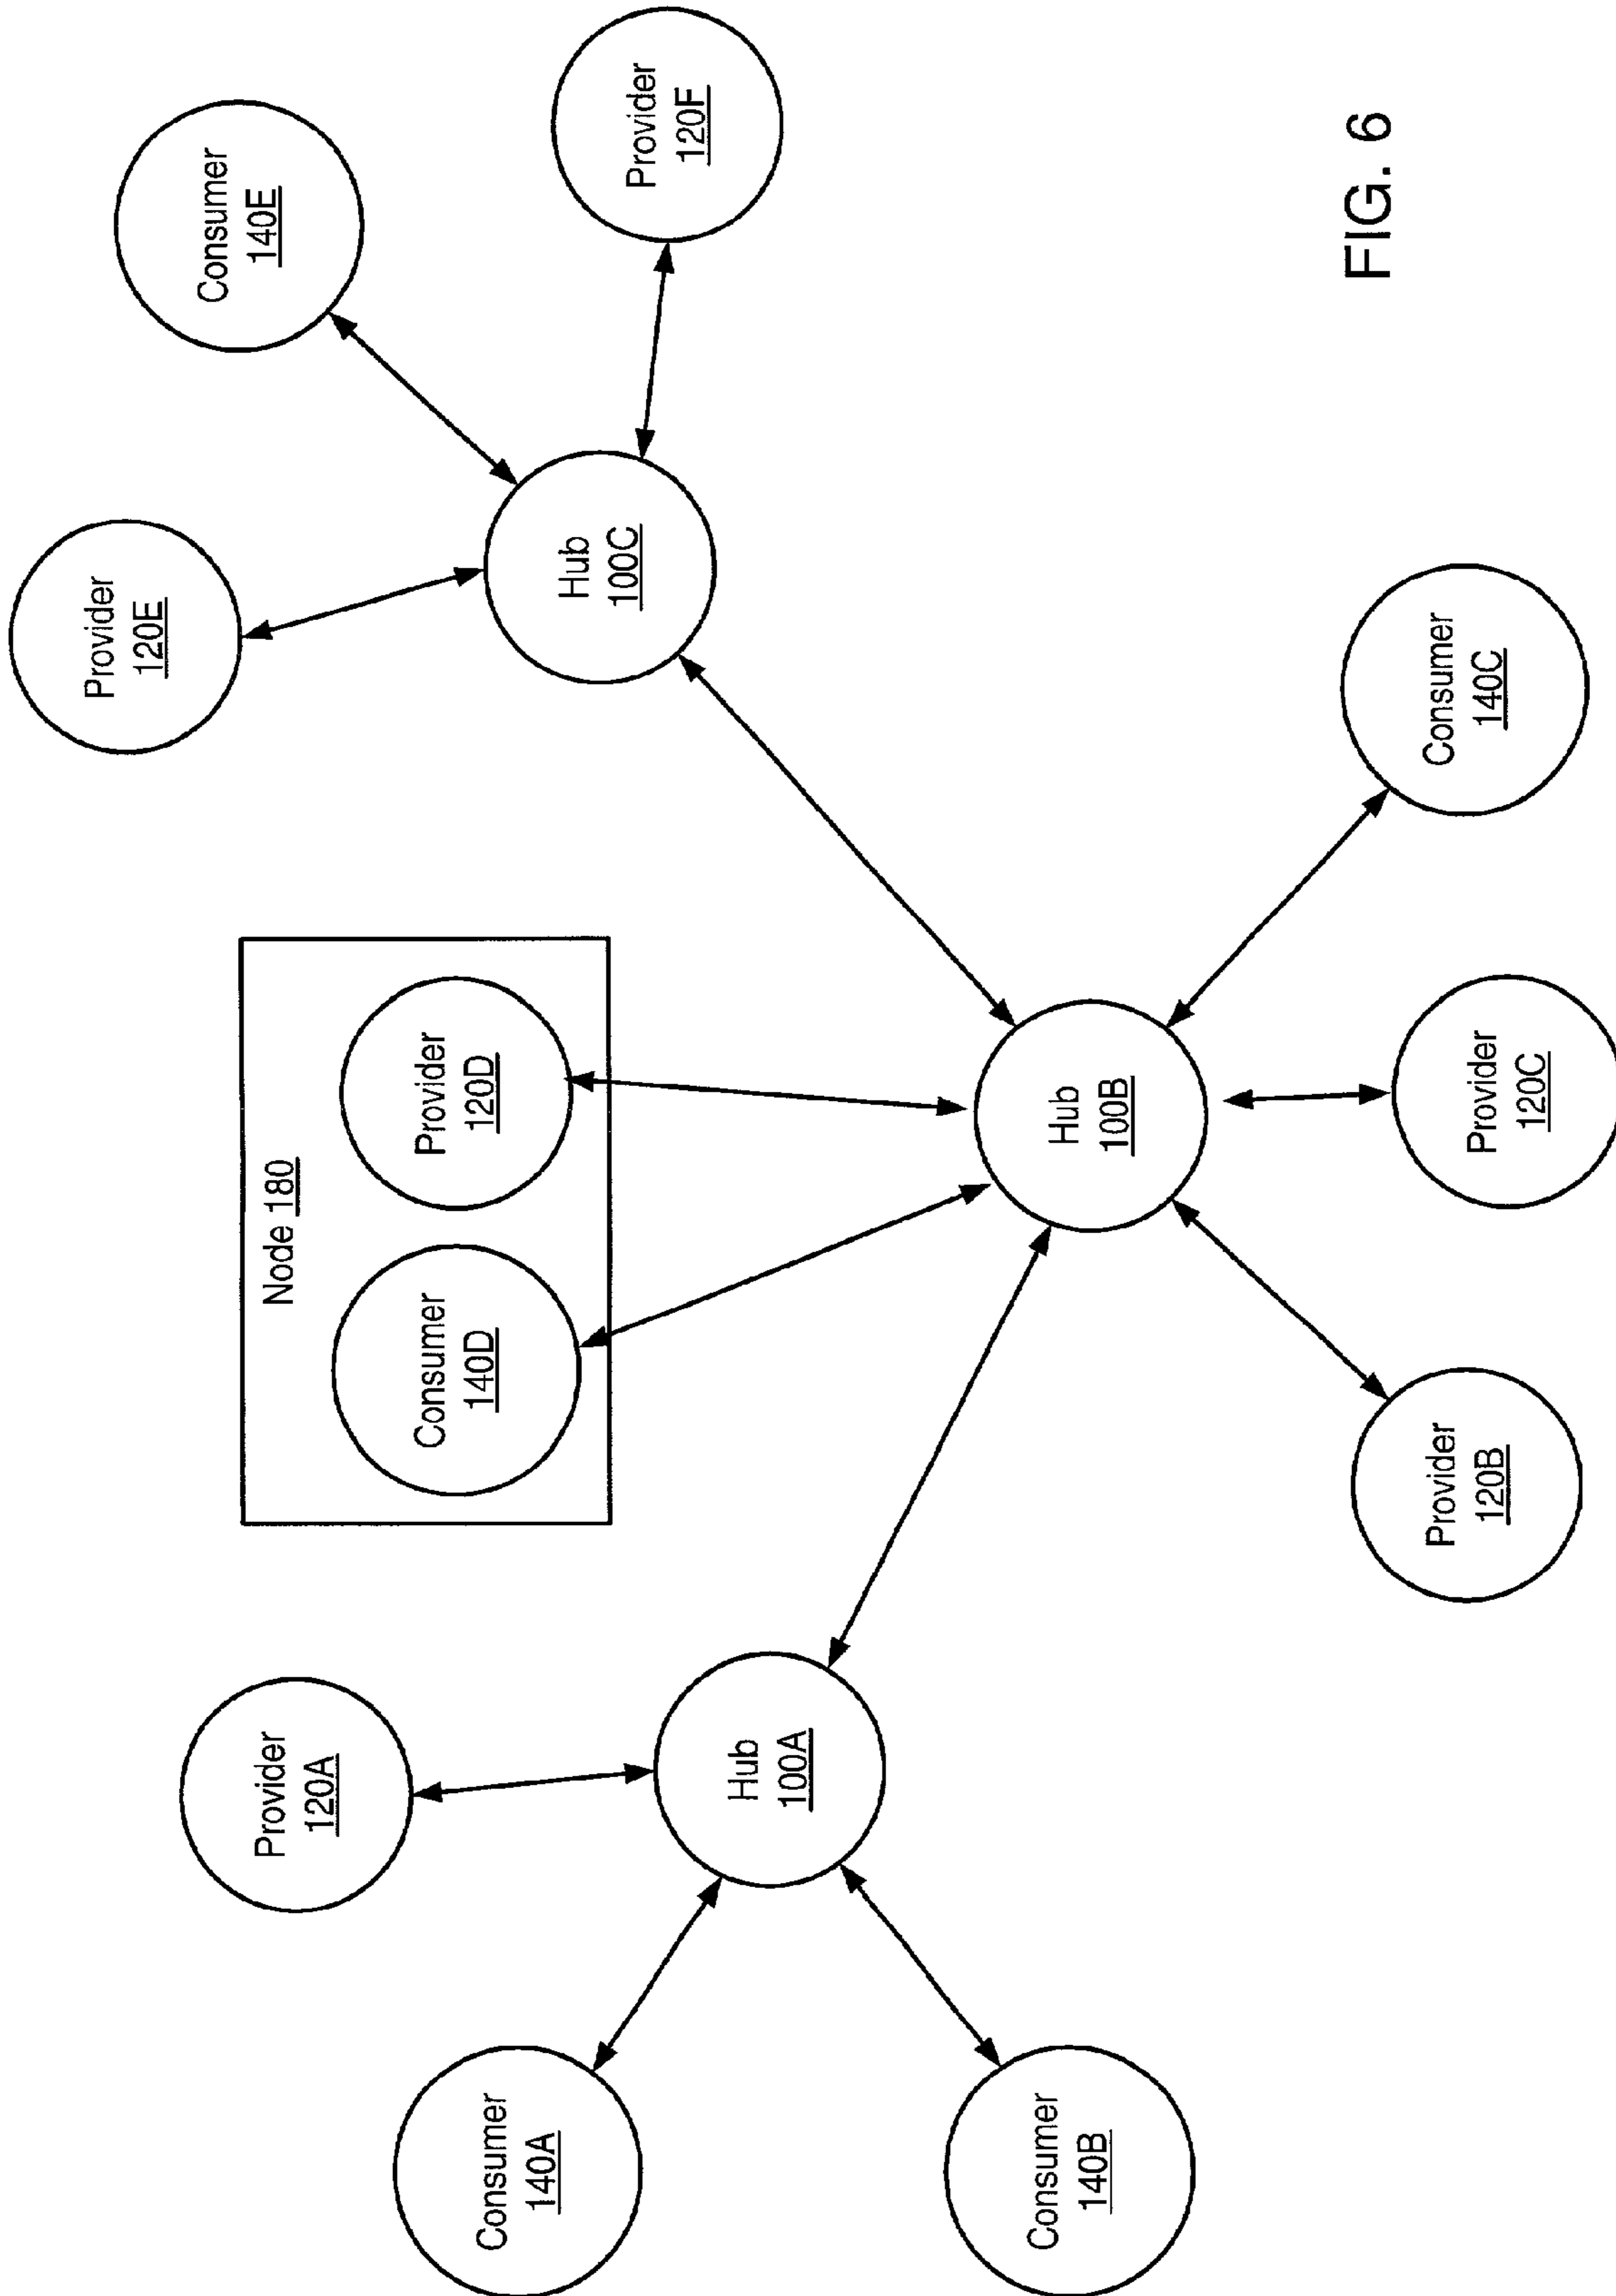 Provider
120E
Consumer
140E
Provider
120F
Hub
100C
Node 180
Consumer
140D
Provider
120D
Provider
120A
Consumer
140A
Hub
100A
Consumer
140B
Hub
100B
Provider
120B
Provider
120C
Consumer
140C
FIG. 6